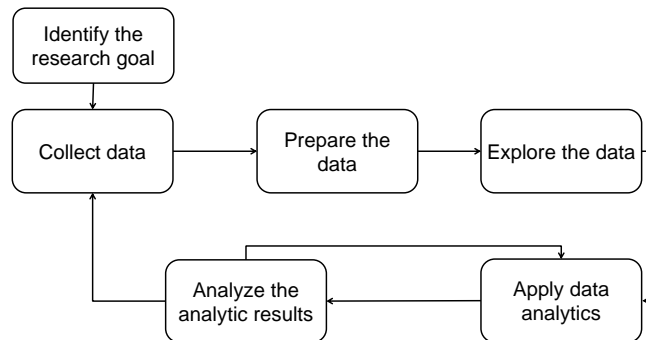 Identify the
research goal
Collect data
Prepare the
data
Explore the data
Analyze the
analytic results
Apply data
analytics